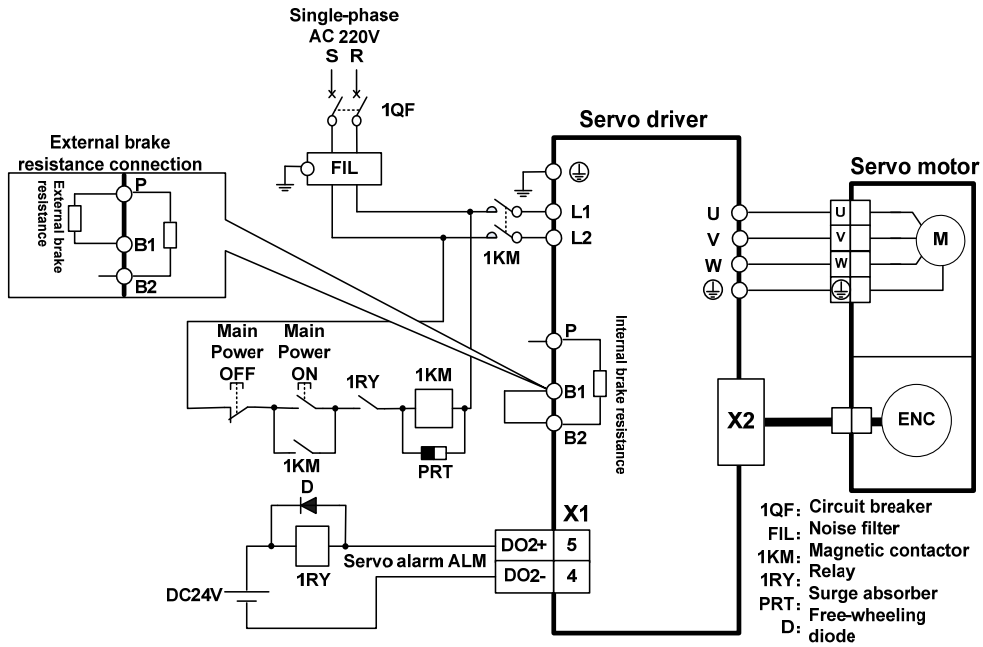 Single-phase
AC 220V
S R
1QF
Servo driver
External brake
resistance connection
P
External brake
resistance
B1
B2
FIL
L1
L2
1KM
Servo motor
U
V
W
U
V
W
M
Main
Power
OFF
Main
Power
ON
1RY
1KM
1KM
PRT
P
B1
B2
Internal brake resistance
X2
ENC
D
1RY
Servo alarm ALM
DC24V
X1
DO2+ 5
DO2- 4
1QF: Circuit breaker
FIL: Noise filter
1KM: Magnetic contactor
1RY: Relay
PRT: Surge absorber
D: Free-wheeling
diode